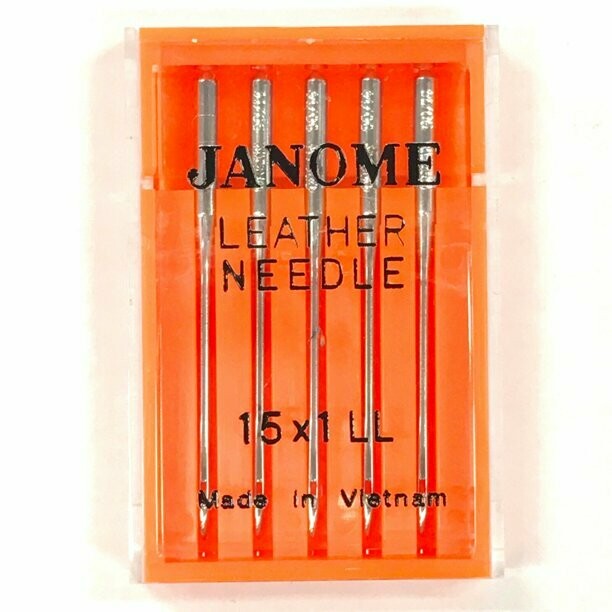 JANOME
LEATHER
NEEDLE
15x1 LL
Made in Vietnam